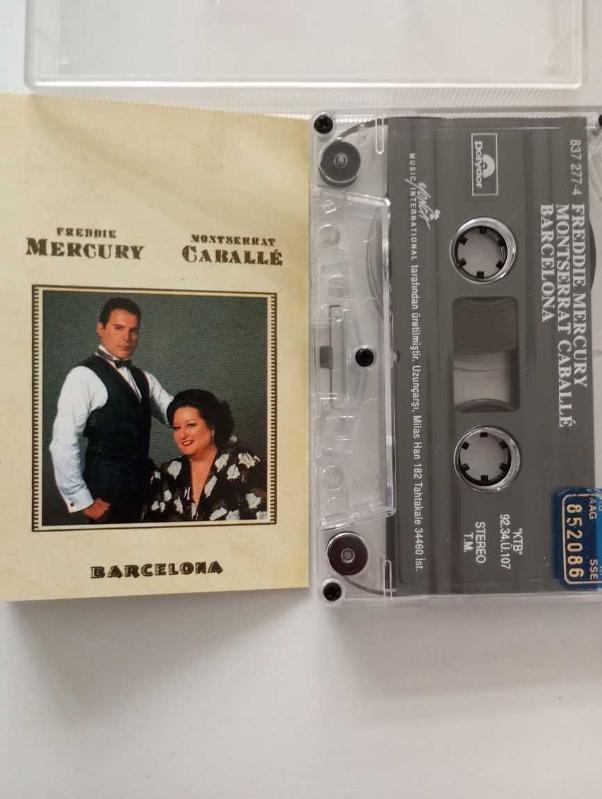 FREDDIE
MERCURY
MONTSERRAT
CABALLÉ
BARCELONA
837 277-4
FREDDIE MERCURY
MONTSERRAT CABALLÉ
BARCELONA
Polydor
MUSIC INTERNATIONAL tarafından üretilmiştir. Uzunçarşı, Milas Han 182 Tahtakale 34460 İst.
"KTB"
92.34.Ü.107
STEREO
T.M.
AAG
SSE
852086